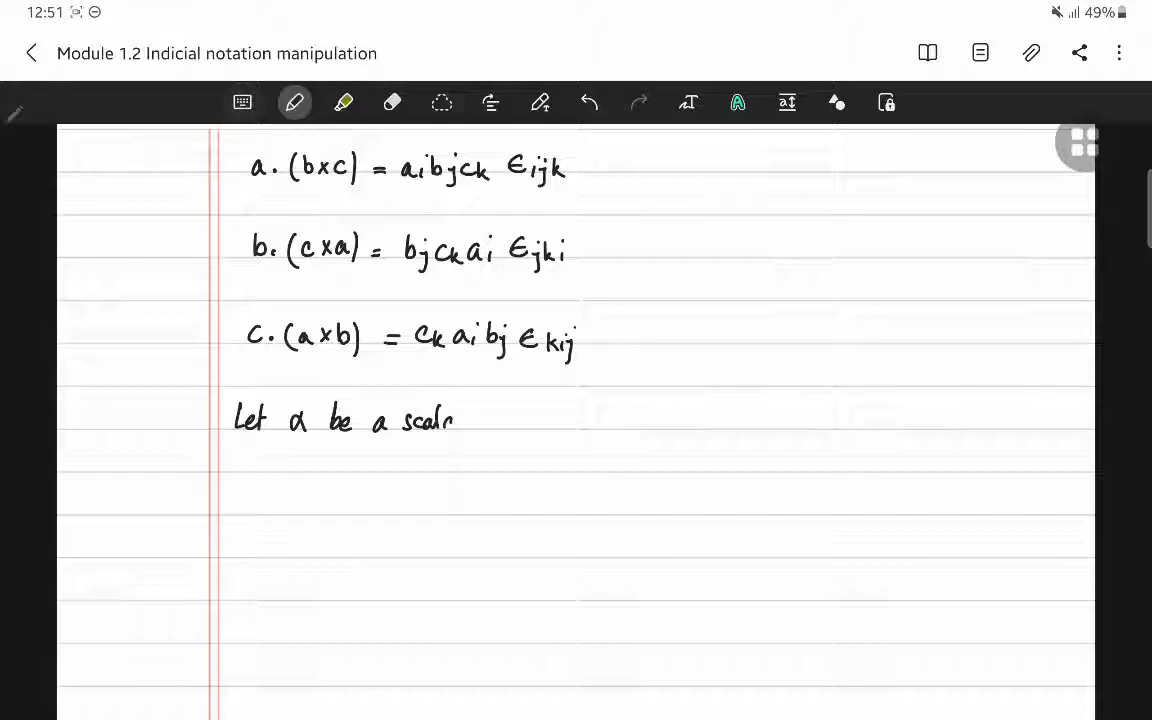 12:51 49%
Module 1.2 Indicial notation manipulation
a. (b×c) = aibjck ϵijk
b. (c×a) = bjckai ϵjki
c. (a×b) = ckaibj ϵkij
Let α be a scalr